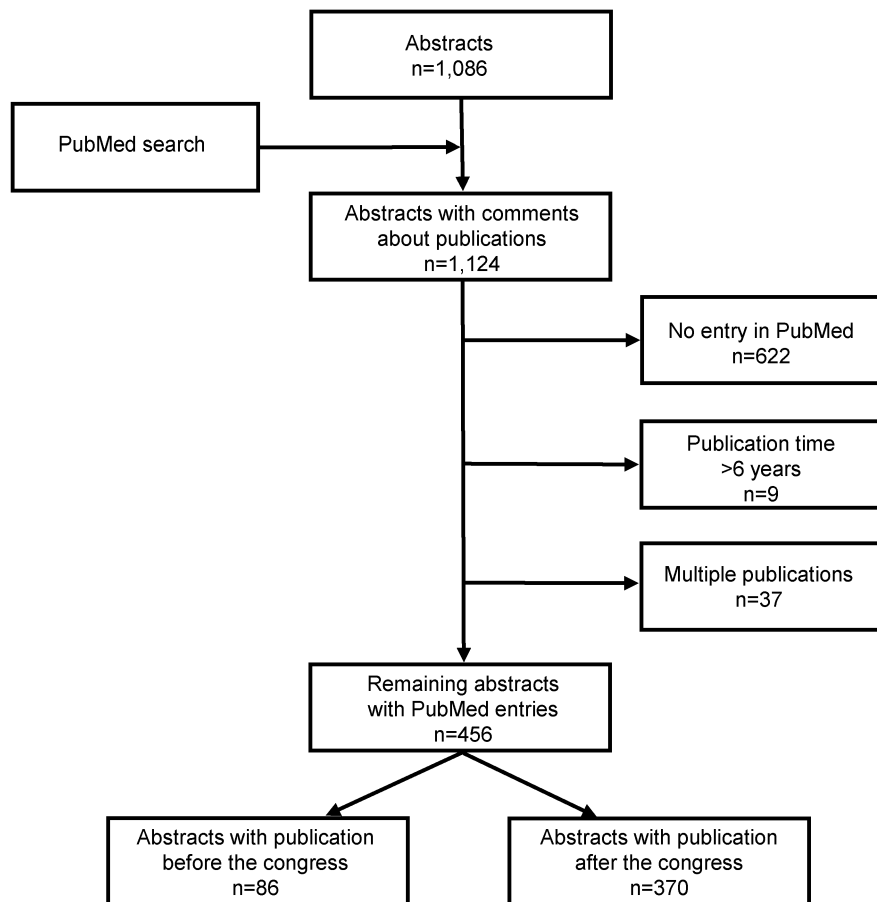 Abstracts
n=1,086
PubMed search
Abstracts with comments
about publications
n=1,124
No entry in PubMed
n=622
Publication time
>6 years
n=9
Multiple publications
n=37
Remaining abstracts
with PubMed entries
n=456
Abstracts with publication
before the congress
n=86
Abstracts with publication
after the congress
n=370